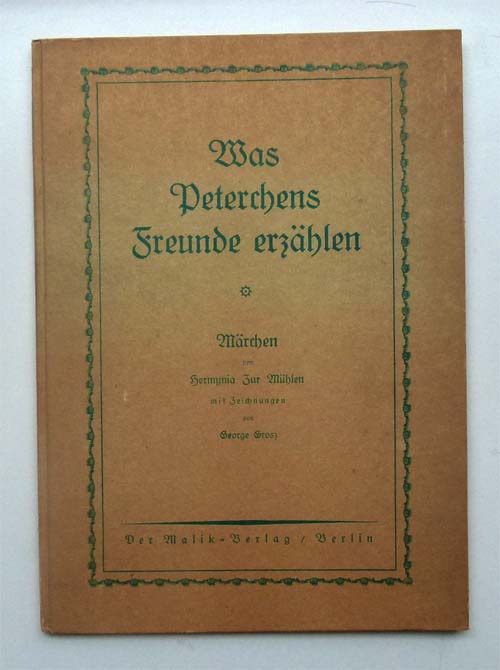 Was
Peterchens
Freunde erzählen
Märchen
von
Hermynia Zur Mühlen
mit Zeichnungen
von
George Grosz
Der Malik-Verlag / Berlin